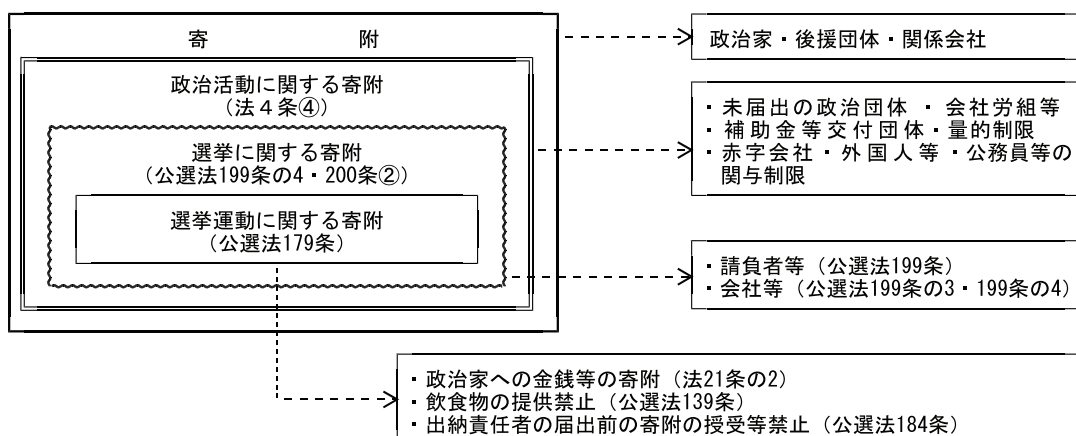 寄　　　　附
政治活動に関する寄附
（法４条④）
選挙に関する寄附
（公選法199条の4・200条②）
選挙運動に関する寄附
（公選法179条）
政治家・後援団体・関係会社
・未届出の政治団体 ・ 会社労組等
・補助金等交付団体・量的制限
・赤字会社・外国人等・公務員等の
関与制限
・請負者等（公選法199条）
・会社等（公選法199条の3・199条の4）
・政治家への金銭等の寄附（法21条の2）
・飲食物の提供禁止（公選法139条）
・出納責任者の届出前の寄附の授受等禁止（公選法184条）